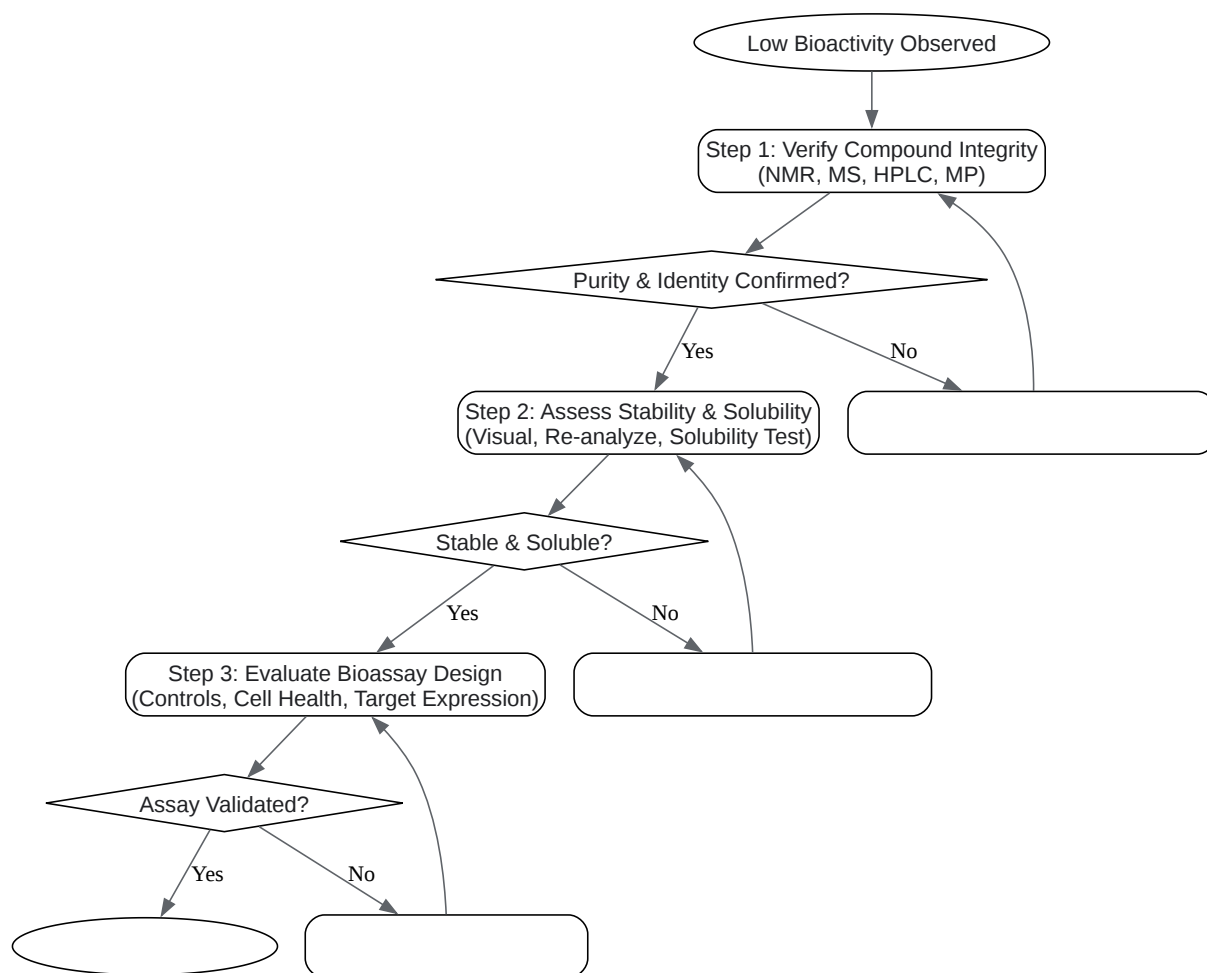 Low Bioactivity Observed
Step 1: Verify Compound Integrity
(NMR, MS, HPLC, MP)
Purity & Identity Confirmed?
Yes
No
Step 2: Assess Stability & Solubility
(Visual, Re-analyze, Solubility Test)
Stable & Soluble?
Yes
No
Step 3: Evaluate Bioassay Design
(Controls, Cell Health, Target Expression)
Assay Validated?
Yes
No